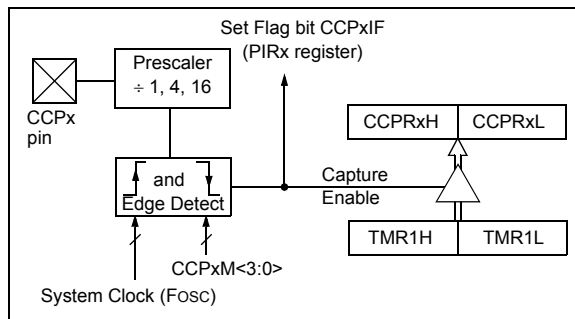 Set Flag bit CCPxIF
(PIRx register)
Prescaler
÷ 1, 4, 16
CCPx
pin
CCPRxH
CCPRxL
and
Edge Detect
Capture
Enable
TMR1H
TMR1L
CCPxM<3:0>
System Clock (FOSC)